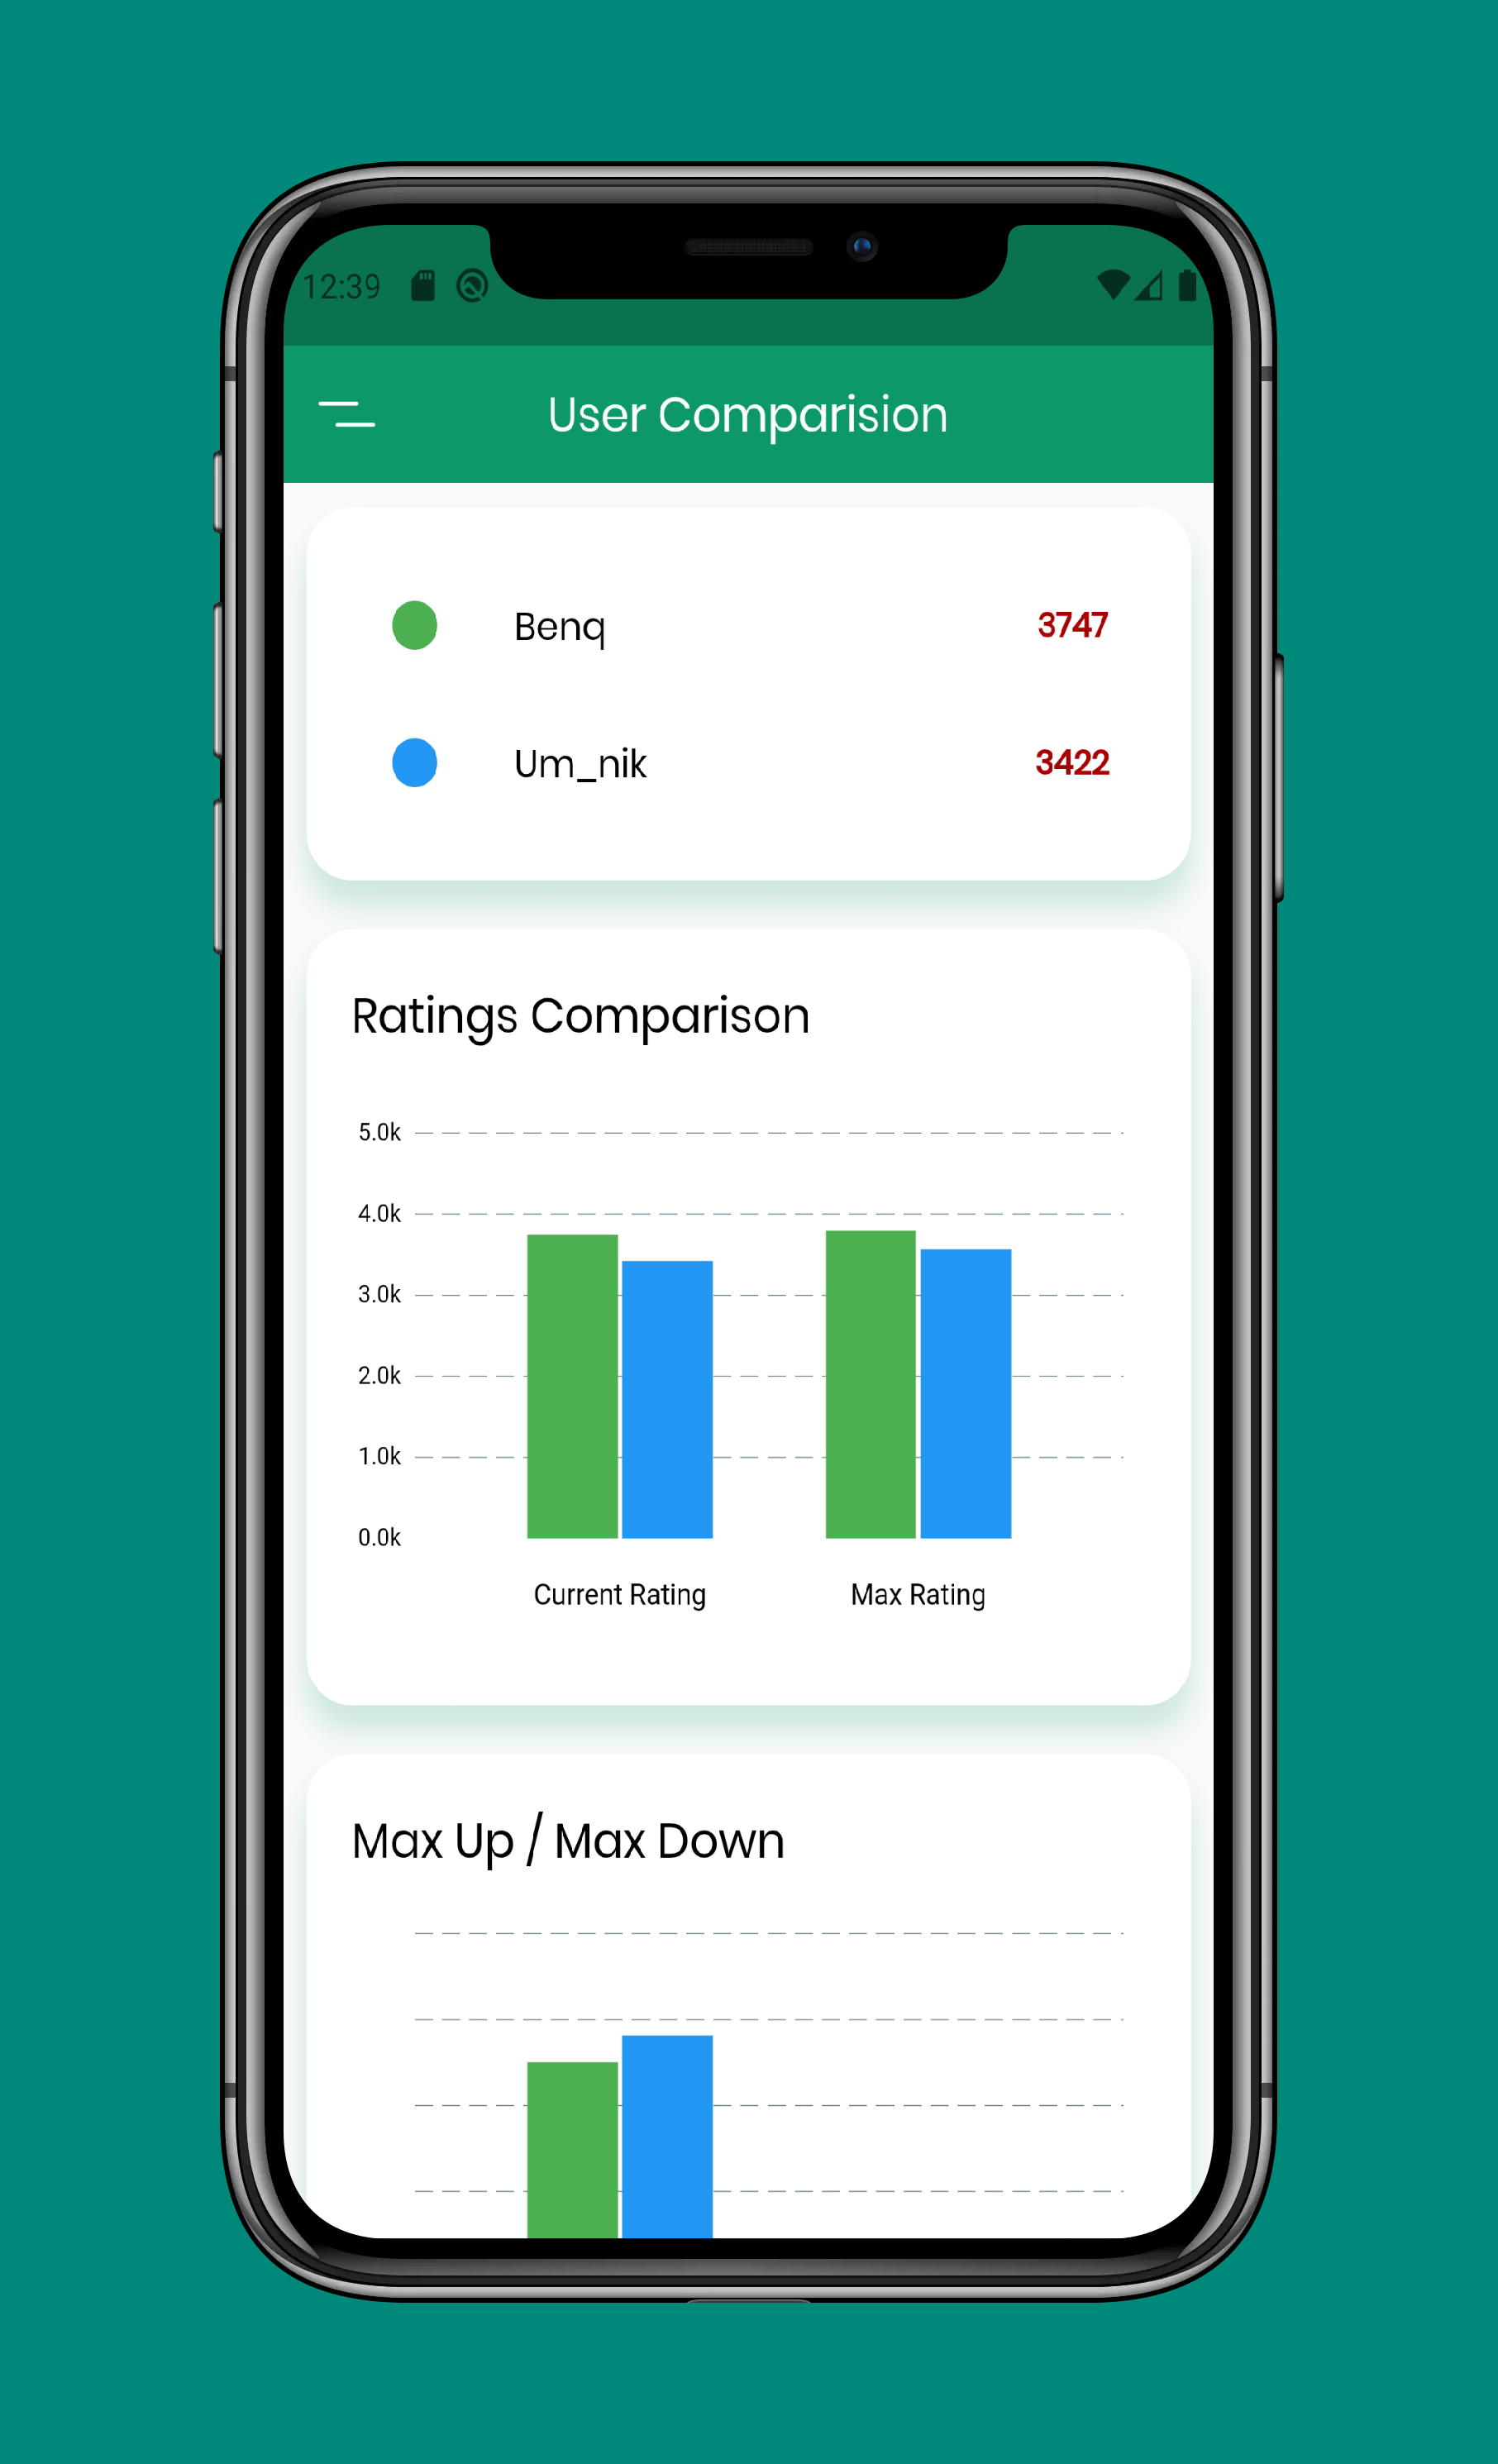 12:39
User Comparision
Benq 3747
Um_nik 3422
Ratings Comparison
5.0k
4.0k
3.0k
2.0k
1.0k
0.0k
Current Rating Max Rating
Max Up / Max Down